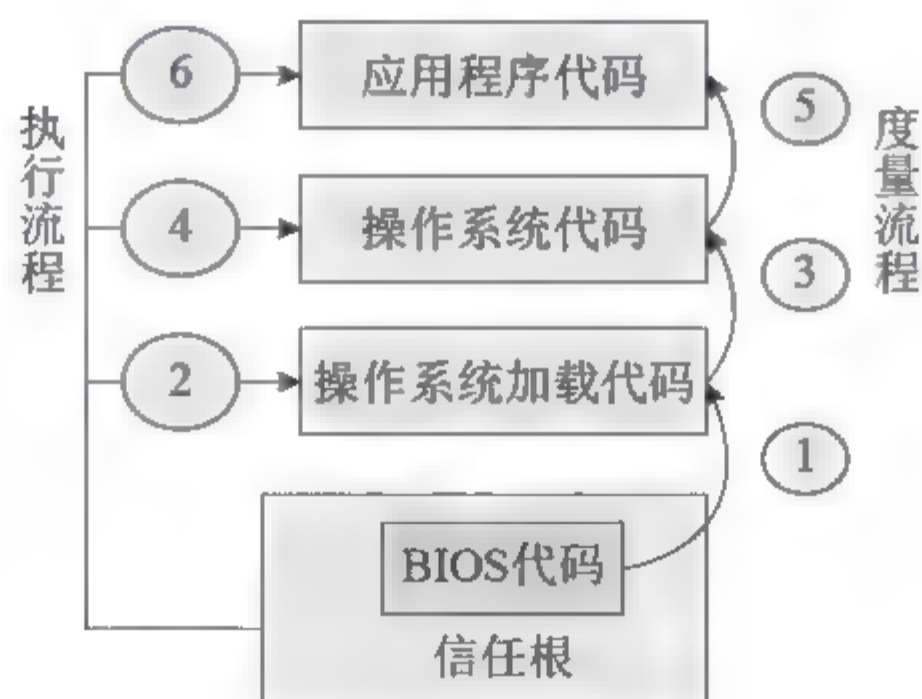 执行流程
6
应用程序代码
5
度量流程
4
操作系统代码
3
2
操作系统加载代码
1
BIOS代码
信任根